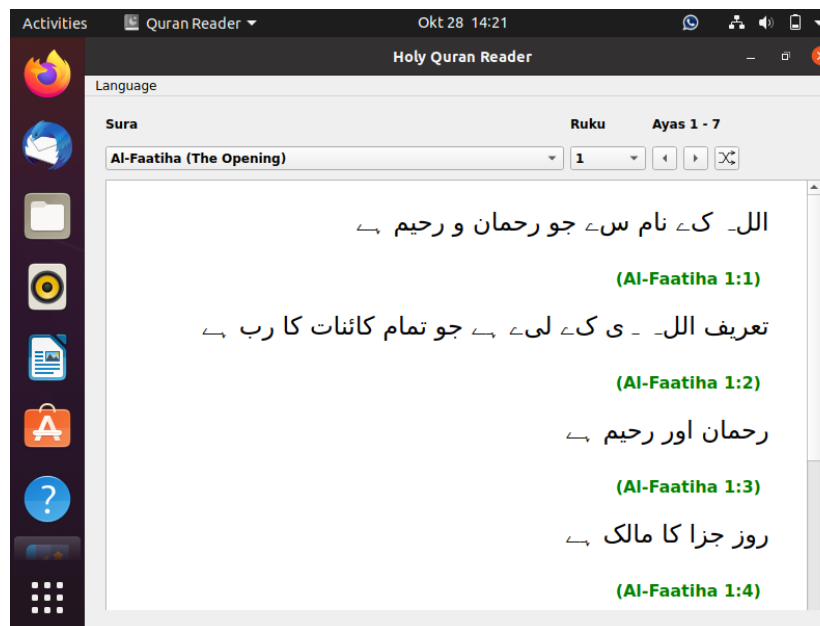 Activities
Quran Reader
Okt 28 14:21
Holy Quran Reader
Language
Sura
Ruku
Ayas 1 - 7
Al-Faatiha (The Opening)
1
اللہ کے نام سے جو رحمان و رحیم ہے
(Al-Faatiha 1:1)
تعریف اللہ ہی کے لیے ہے جو تمام کائنات کا رب ہے
(Al-Faatiha 1:2)
رحمان اور رحیم ہے
(Al-Faatiha 1:3)
روز جزا کا مالک ہے
(Al-Faatiha 1:4)